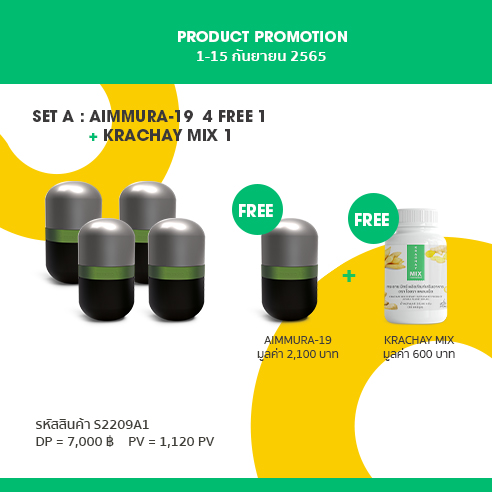 PRODUCT PROMOTION
1-15 กันยายน 2565
SET A : AIMMURA-19 4 FREE 1
+ KRACHAY MIX 1
FREE
FREE
+
MIX
AIMMURA-19
มูลค่า 2,100 บาท
KRACHAY MIX
มูลค่า 600 บาท
รหัสสินค้า S2209A1
DP = 7,000 ฿ PV = 1,120 PV